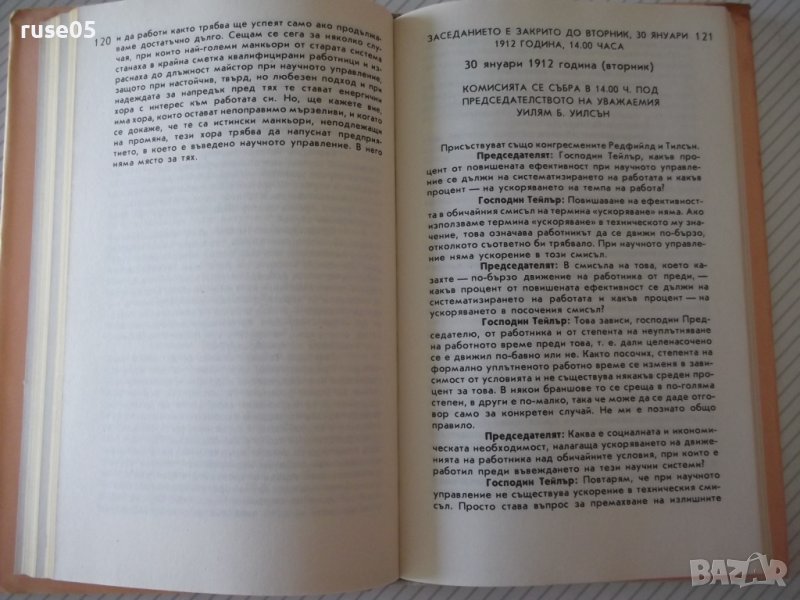 ruse05
120 и да работи както трябва ще успеят само ако продължа-
ваме достатъчно дълго. Сещам се сега за няколко слу-
чая, при които най-големи манкьори от старата система
станаха в крайна сметка квалифицирани работници и из-
раснаха до длъжност майстор при научното управление,
защото при настойчив, твърд, но любезен подход и при
надеждата за напредък пред тях те стават енергични
хора с интерес към работата си. Но, ще кажете вие,
има хора, които остават непоправимо мързеливи, и когато
се докаже, че те са истински манкьори, неподлежащи
на промяна, тези хора трябва да напуснат предприя-
тието, в което е въведено научното управление. В него
няма място за тях.
ЗАСЕДАНИЕТО Е ЗАКРИТО ДО ВТОРНИК, 30 ЯНУАРИ 121
1912 ГОДИНА, 14.00 ЧАСА
30 януари 1912 година (вторник)
КОМИСИЯТА СЕ СЪБРА В 14.00 Ч. ПОД
ПРЕДСЕДАТЕЛСТВОТО НА УВАЖАЕМИЯ
УИЛЯМ Б. УИЛСЪН
Присъствуват също конгресмените Редфийлд и Тилсън.
Председателят: Господин Тейлър, какъв про-
цент от повишената ефективност при научното управле-
ние се дължи на систематизирането на работата и какъв
процент — на ускоряването на темпа на работа?
Господин Тейлър: Повишаване на ефективност-
та в обичайния смисъл на термина «ускоряване» няма. Ако
използваме термина «ускоряване» в техническото му зна-
чение, това означава работникът да се движи по-бързо,
отколкото съответно би трябвало. При научното управле-
ние няма ускорение в този смисъл.
Председателят: В смисъла на това, което ка-
захте — по-бързо движение на работника от преди,— ка-
къв процент от повишената ефективност се дължи на
систематизирането на работата и какъв процент — на
ускоряването в посочения смисъл?
Господин Тейлър: Това зависи, господин Пред-
седателю, от работника и от степента на неуплътняване
на работното време преди това, т. е. дали целенасочено
се е движил по-бавно или не. Както посочих, степента на
формално уплътненото работно време се изменя в зави-
симост от условията и не съществува някакъв среден про-
цент за това. В някои браншове то се среща в по-голяма
степен, в други е по-малко, така че може да се даде отго-
вор само за конкретен случай. Не ми е познато общо
правило.
Председателят: Каква е социалната и икономи-
ческата необходимост, налагаща ускоряването на движе-
нията на работника над обичайните условия, при които е
работил преди въвеждането на тези научни системи?
Господин Тейлър: Повтарям, че при научното
управление не съществува ускорение в техническия сми-
съл. Просто става въпрос за премахване на излишните
BAZAR
.bg